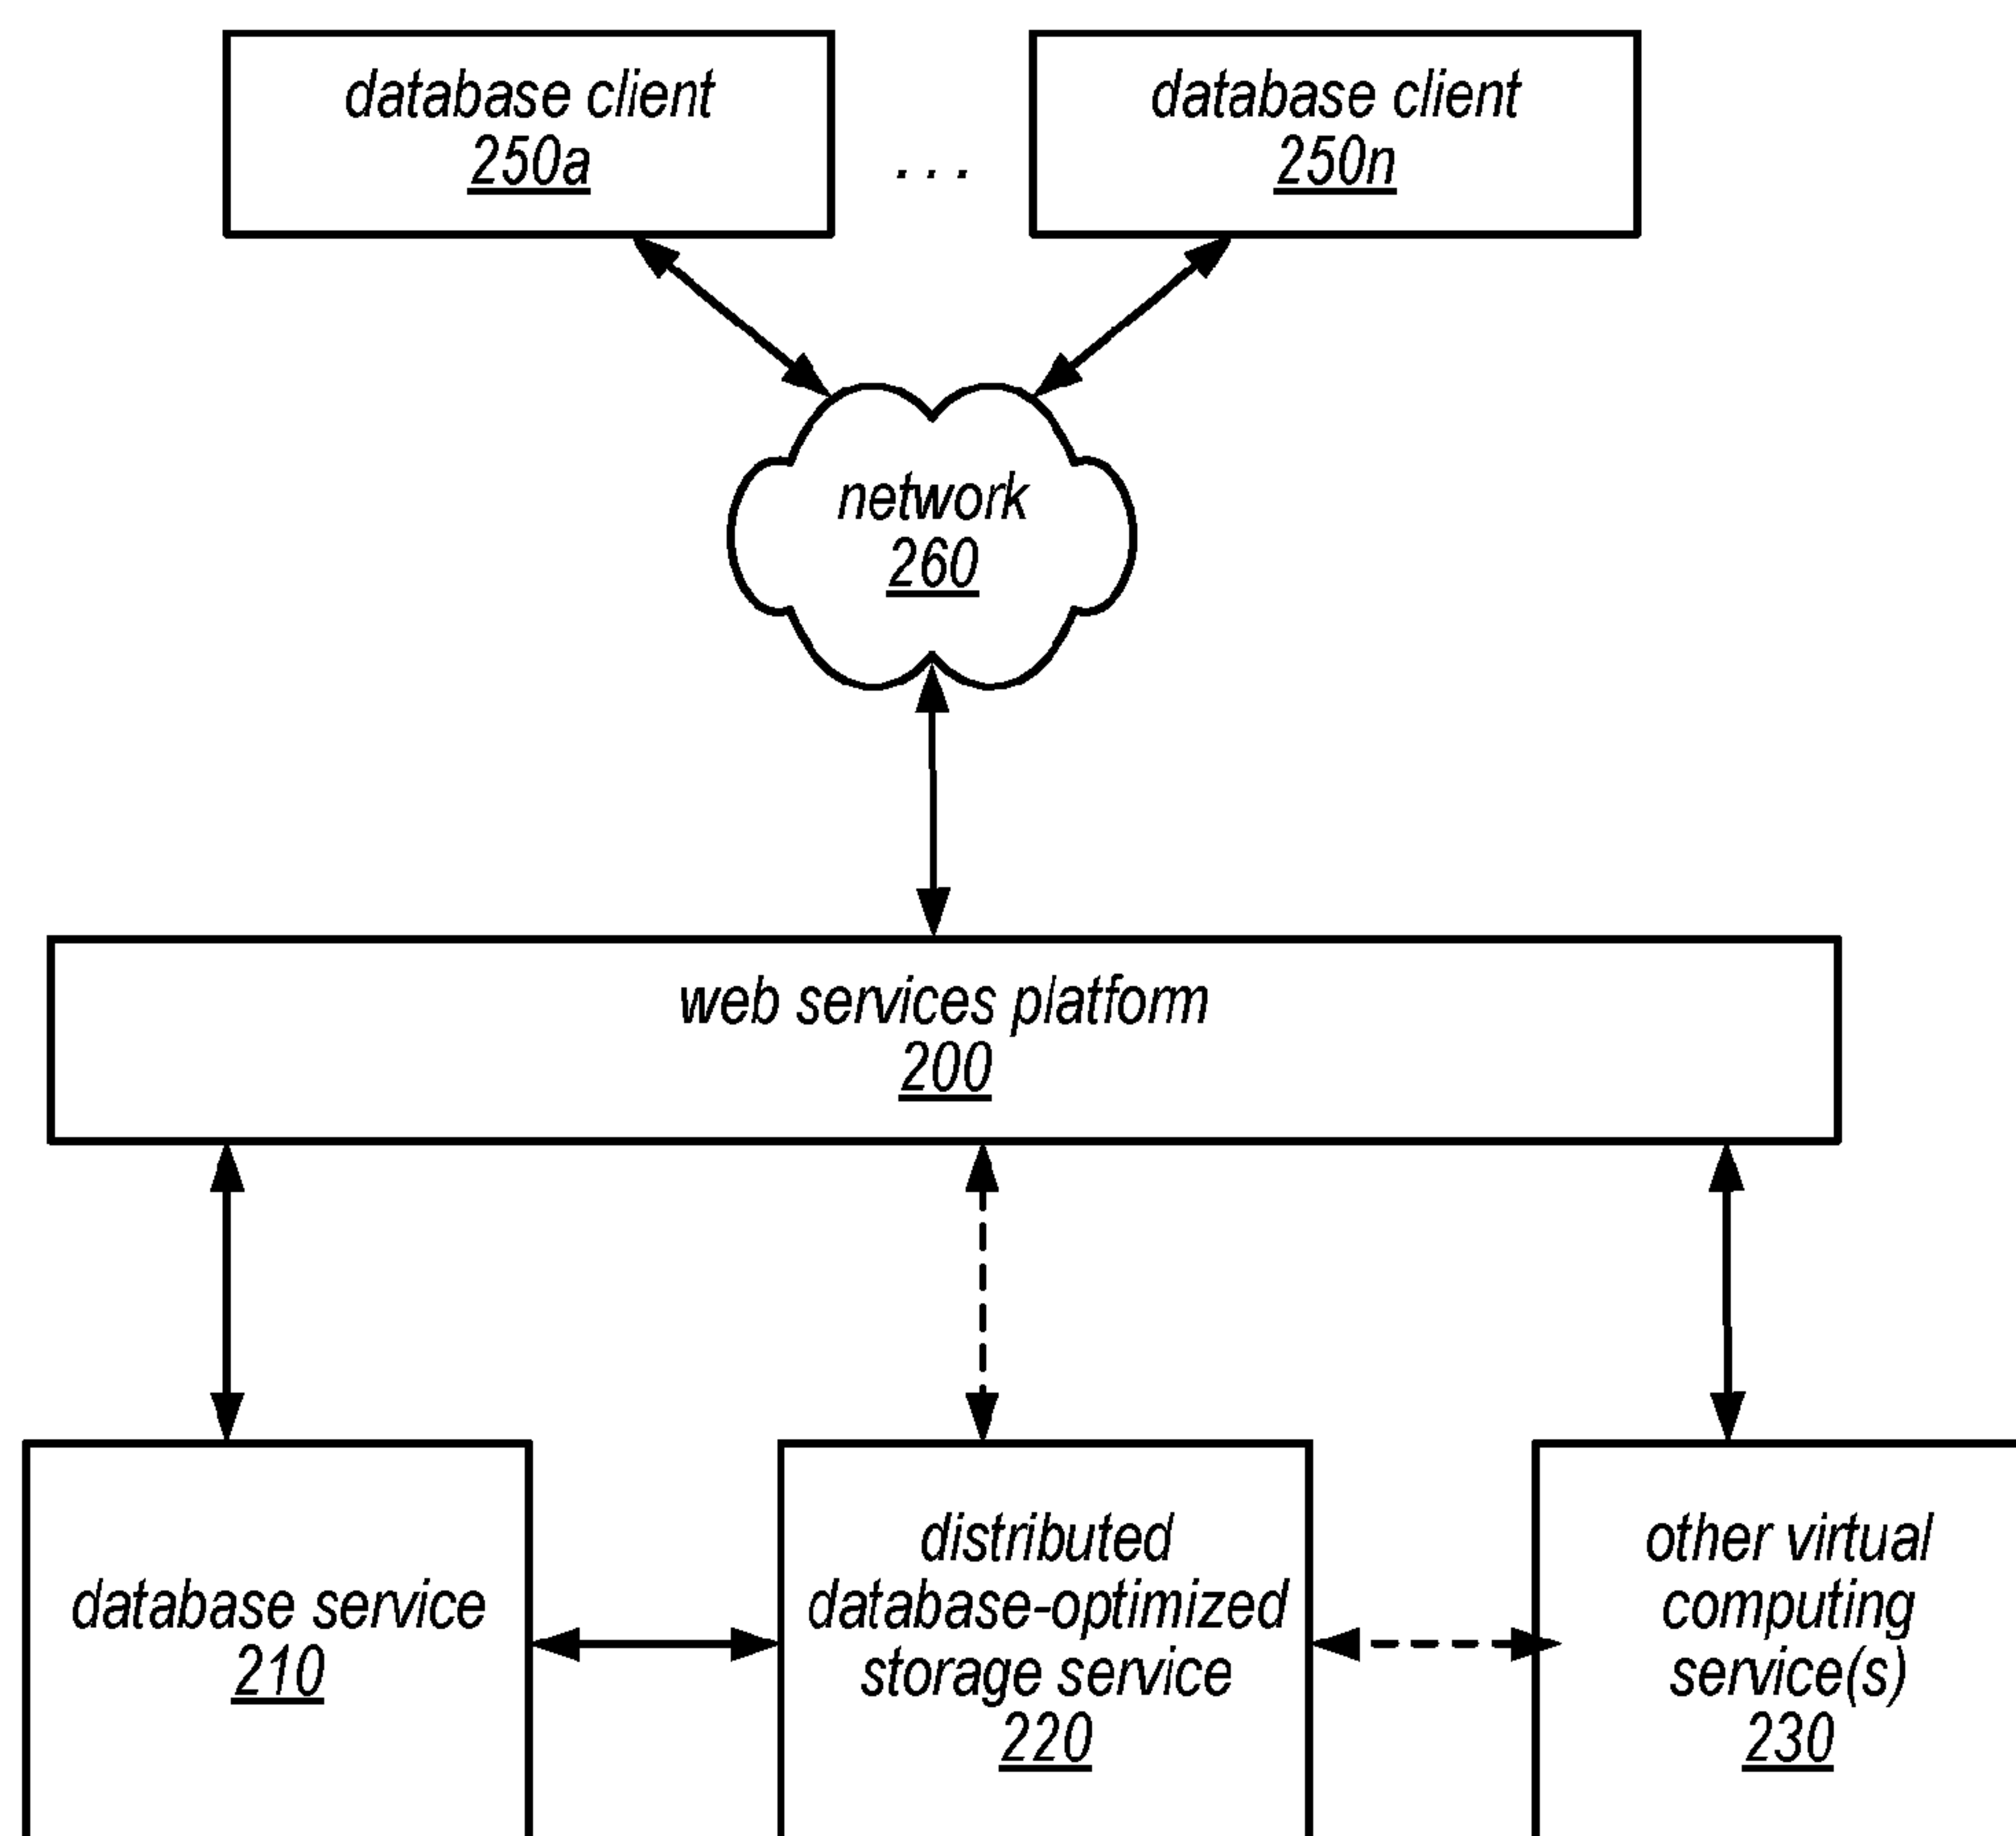 database client
250a
. . .
database client
250n
network
260
web services platform
200
database service
210
distributed
database-optimized
storage service
220
other virtual
computing
service(s)
230